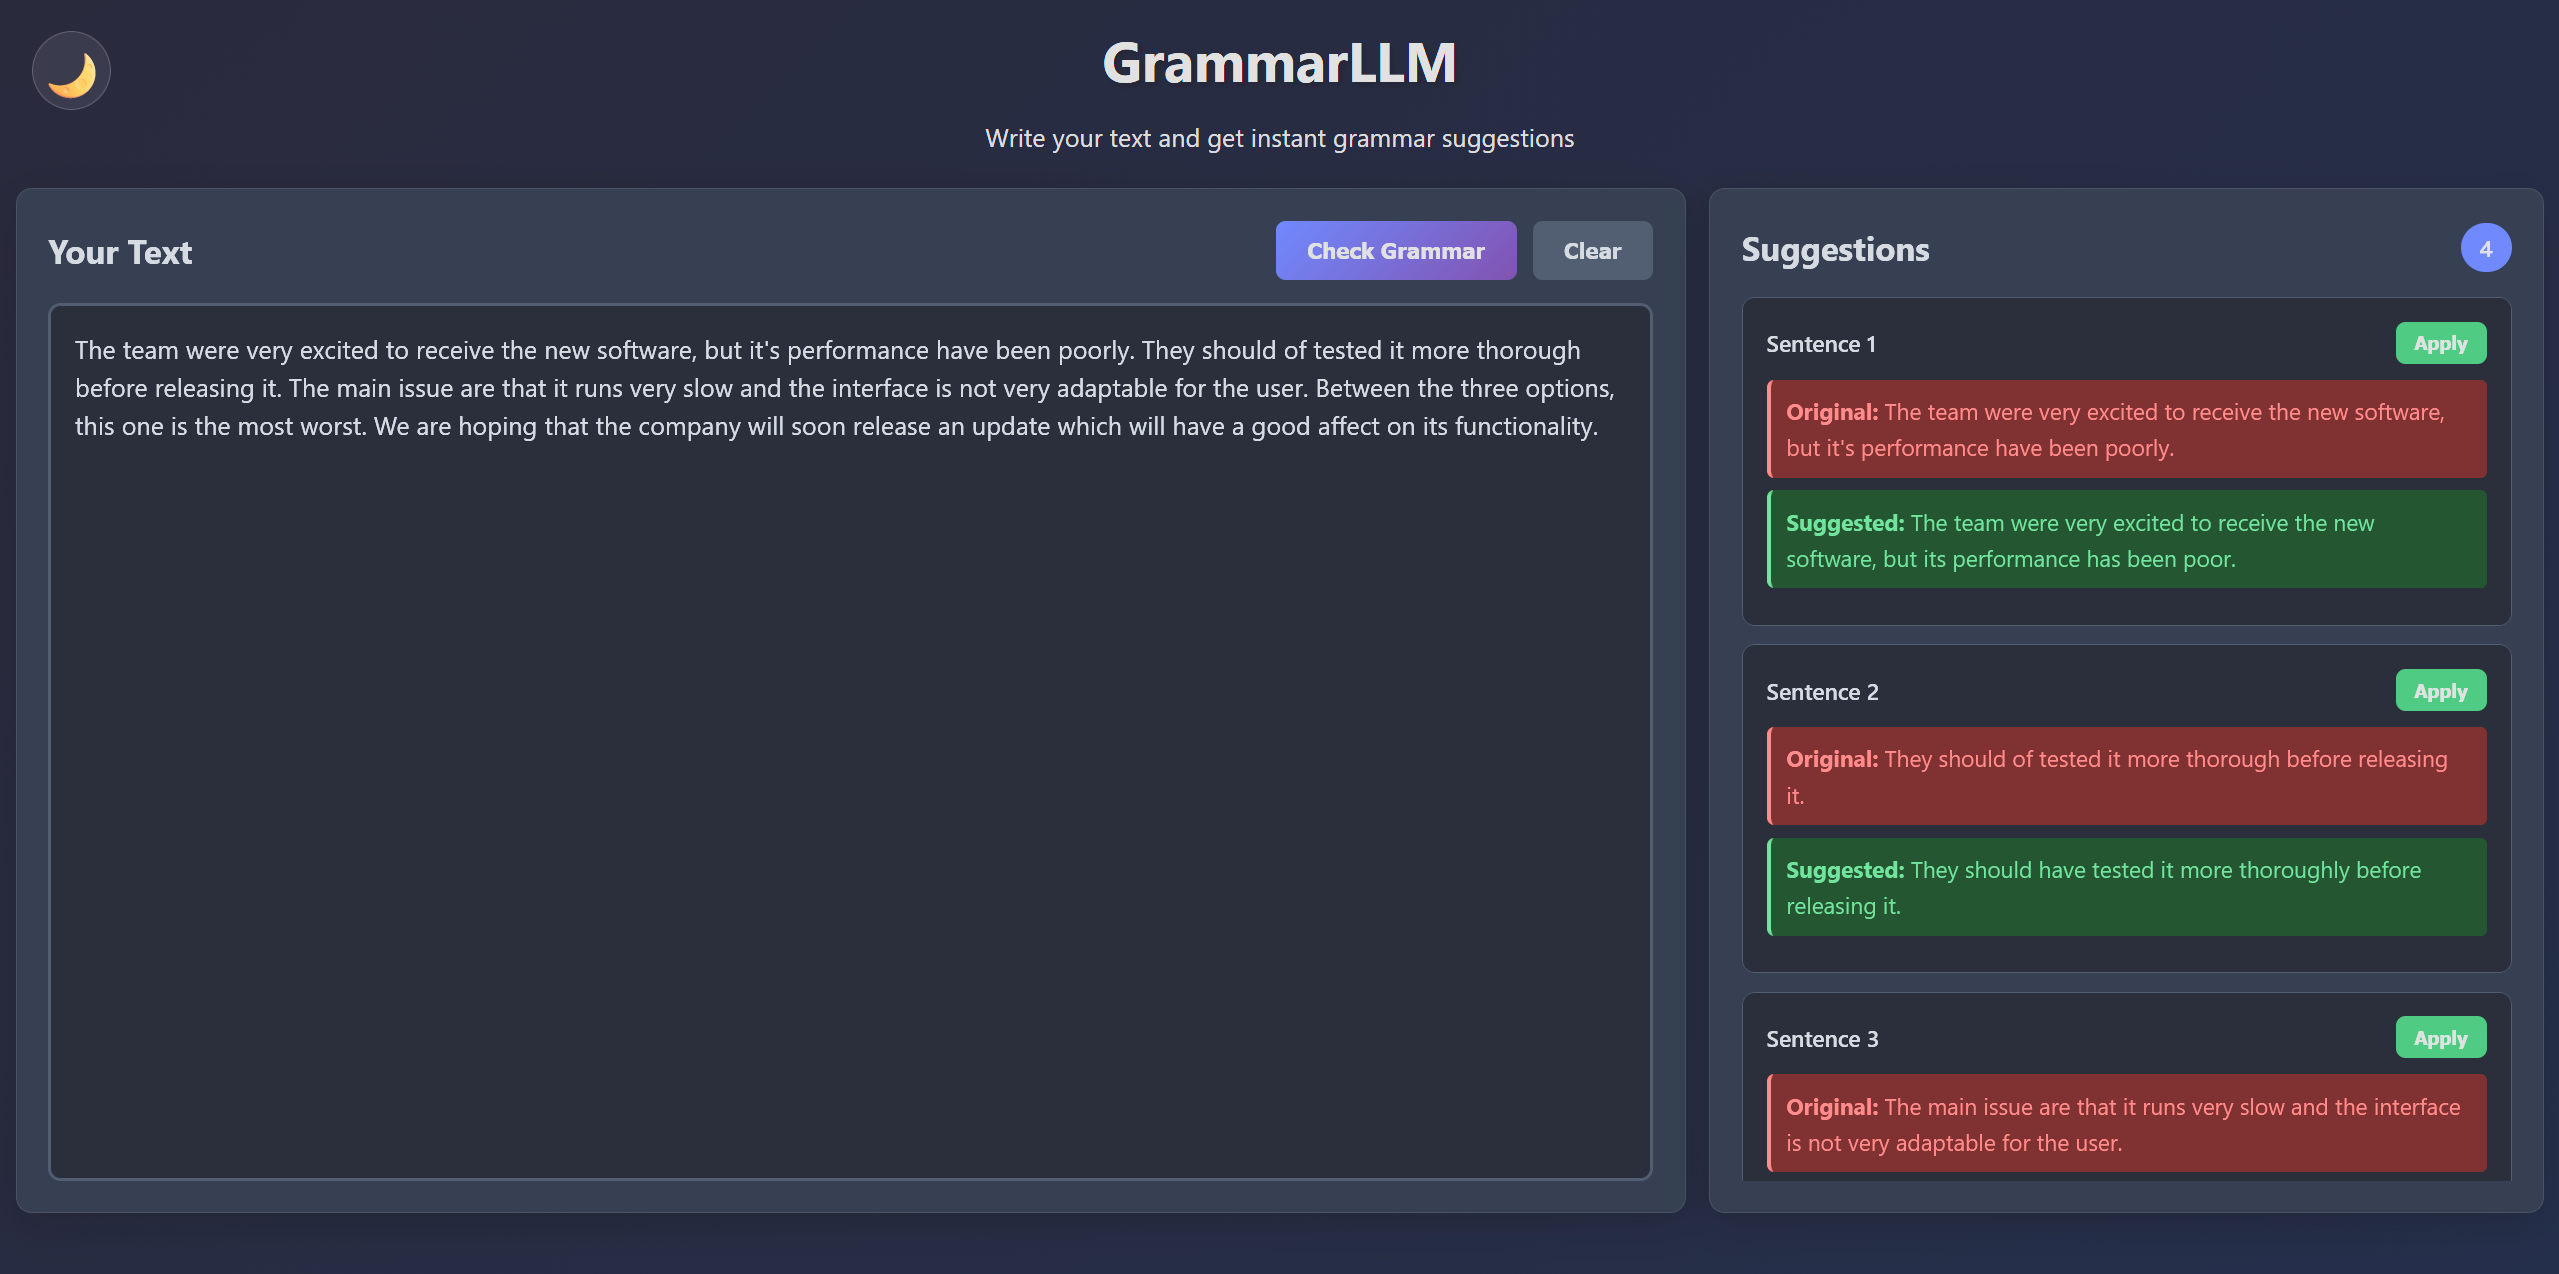 GrammarLLM
Write your text and get instant grammar suggestions
Your Text
Check Grammar
Clear
The team were very excited to receive the new software, but it's performance have been poorly. They should of tested it more thorough
before releasing it. The main issue are that it runs very slow and the interface is not very adaptable for the user. Between the three options,
this one is the most worst. We are hoping that the company will soon release an update which will have a good affect on its functionality.
Suggestions
4
Sentence 1
Apply
Original: The team were very excited to receive the new software,
but it's performance have been poorly.
Suggested: The team were very excited to receive the new
software, but its performance has been poor.
Sentence 2
Apply
Original: They should of tested it more thorough before releasing
it.
Suggested: They should have tested it more thoroughly before
releasing it.
Sentence 3
Apply
Original: The main issue are that it runs very slow and the interface
is not very adaptable for the user.